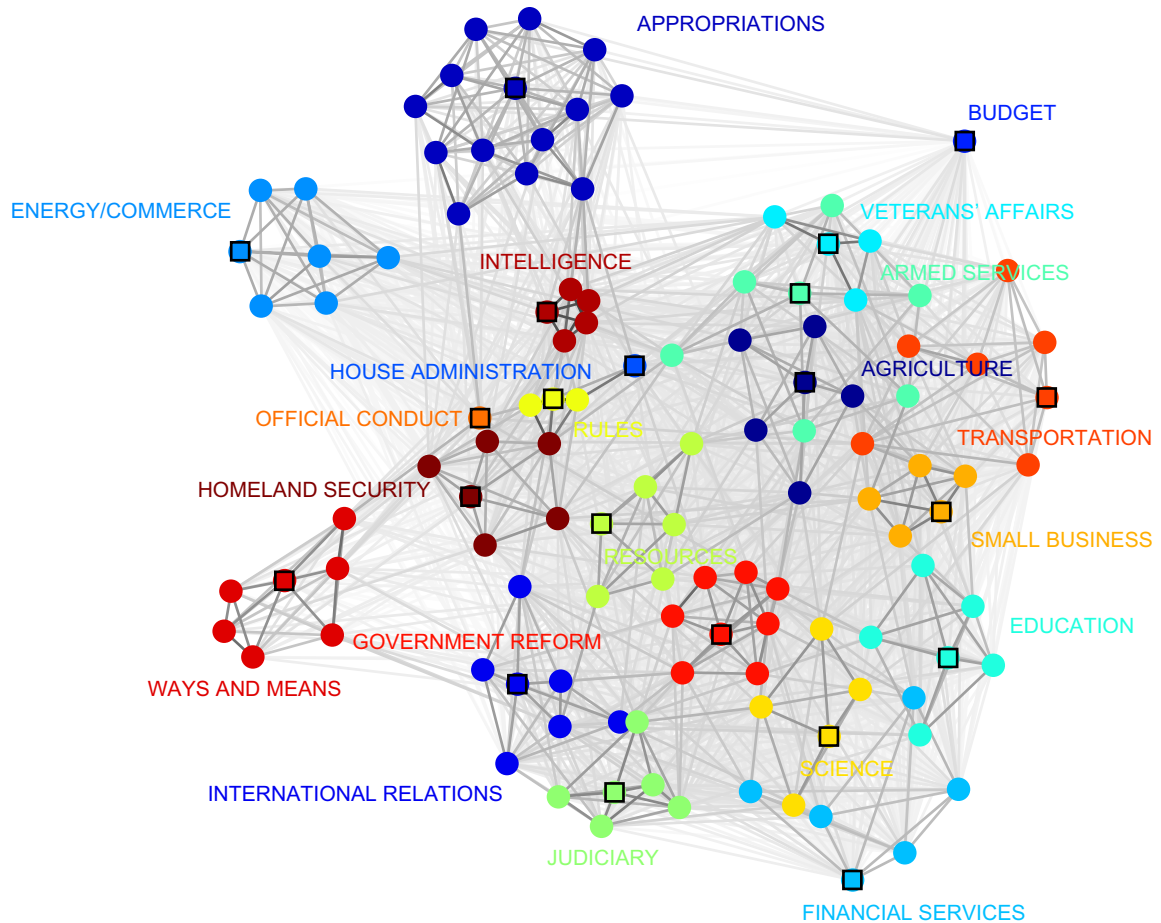 APPROPRIATIONS
BUDGET
ENERGY/COMMERCE
VETERANS' AFFAIRS
INTELLIGENCE
ARMED SERVICES
HOUSE ADMINISTRATION
AGRICULTURE
OFFICIAL CONDUCT
RULES
TRANSPORTATION
HOMELAND SECURITY
SMALL BUSINESS
RESOURCES
EDUCATION
GOVERNMENT REFORM
WAYS AND MEANS
SCIENCE
INTERNATIONAL RELATIONS
JUDICIARY
FINANCIAL SERVICES